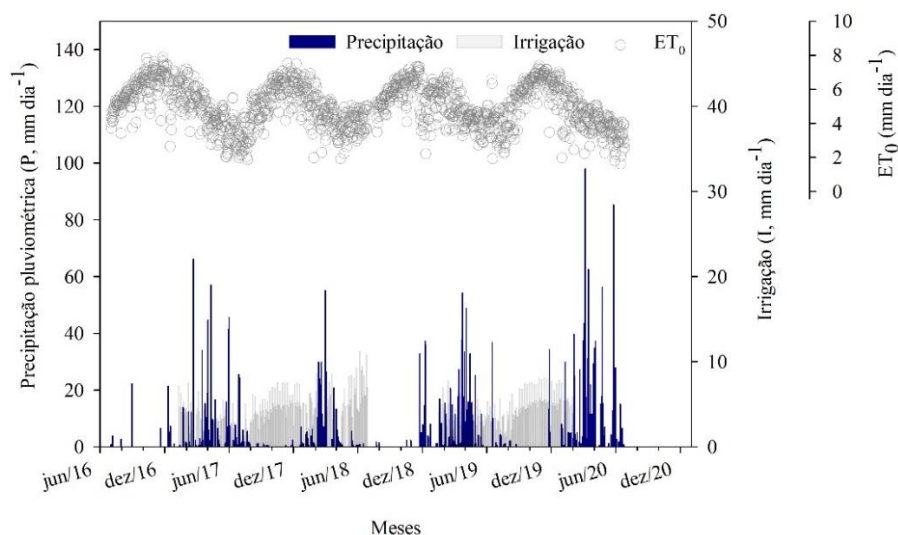 Precipitação
Irrigação
ET₀
Precipitação pluviométrica (P, mm dia⁻¹)
140
120
100
80
60
40
20
0
50
40
30
20
10
0
Irrigação (I, mm dia⁻¹)
10
8
6
4
2
0
ET₀ (mm dia⁻¹)
jun/16
dez/16
jun/17
dez/17
jun/18
dez/18
jun/19
dez/19
jun/20
dez/20
Meses